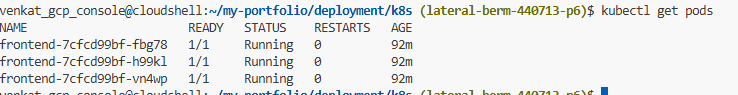 venkat_gcp_console@cloudshell:~/my-portfolio/deployment/k8s (lateral-berm-440713-p6)$ kubectl get pods
NAME READY STATUS RESTARTS AGE
frontend-7cfcd99bf-fbg78 1/1 Running 0 92m
frontend-7cfcd99bf-h99kl 1/1 Running 0 92m
frontend-7cfcd99bf-vn4wp 1/1 Running 0 92m
venkat_gcp_console@cloudshell:~/my-portfolio/deployment/k8s (lateral-berm-440713-p6)$